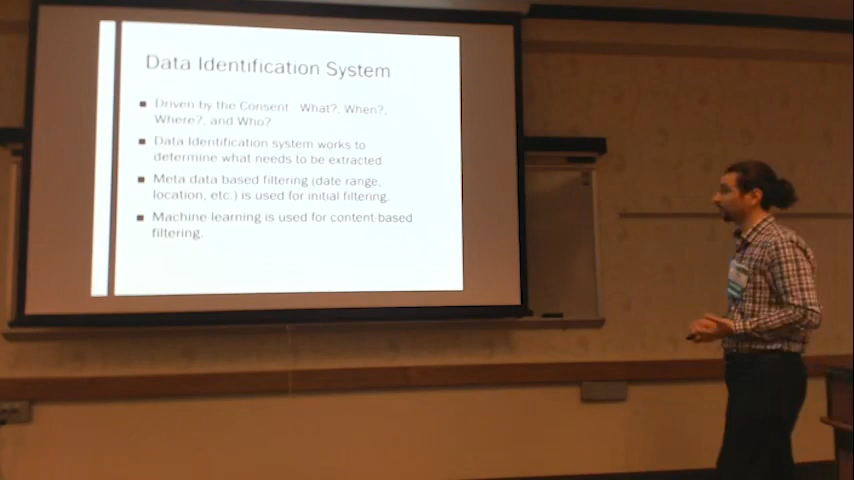 Data Identification System
Driven by the Consent What?, When?,
Where?, and Who?
Data Identification system works to
determine what needs to be extracted.
Meta data based filtering (date range,
location, etc.) is used for initial filtering.
Machine learning is used for content-based
filtering.